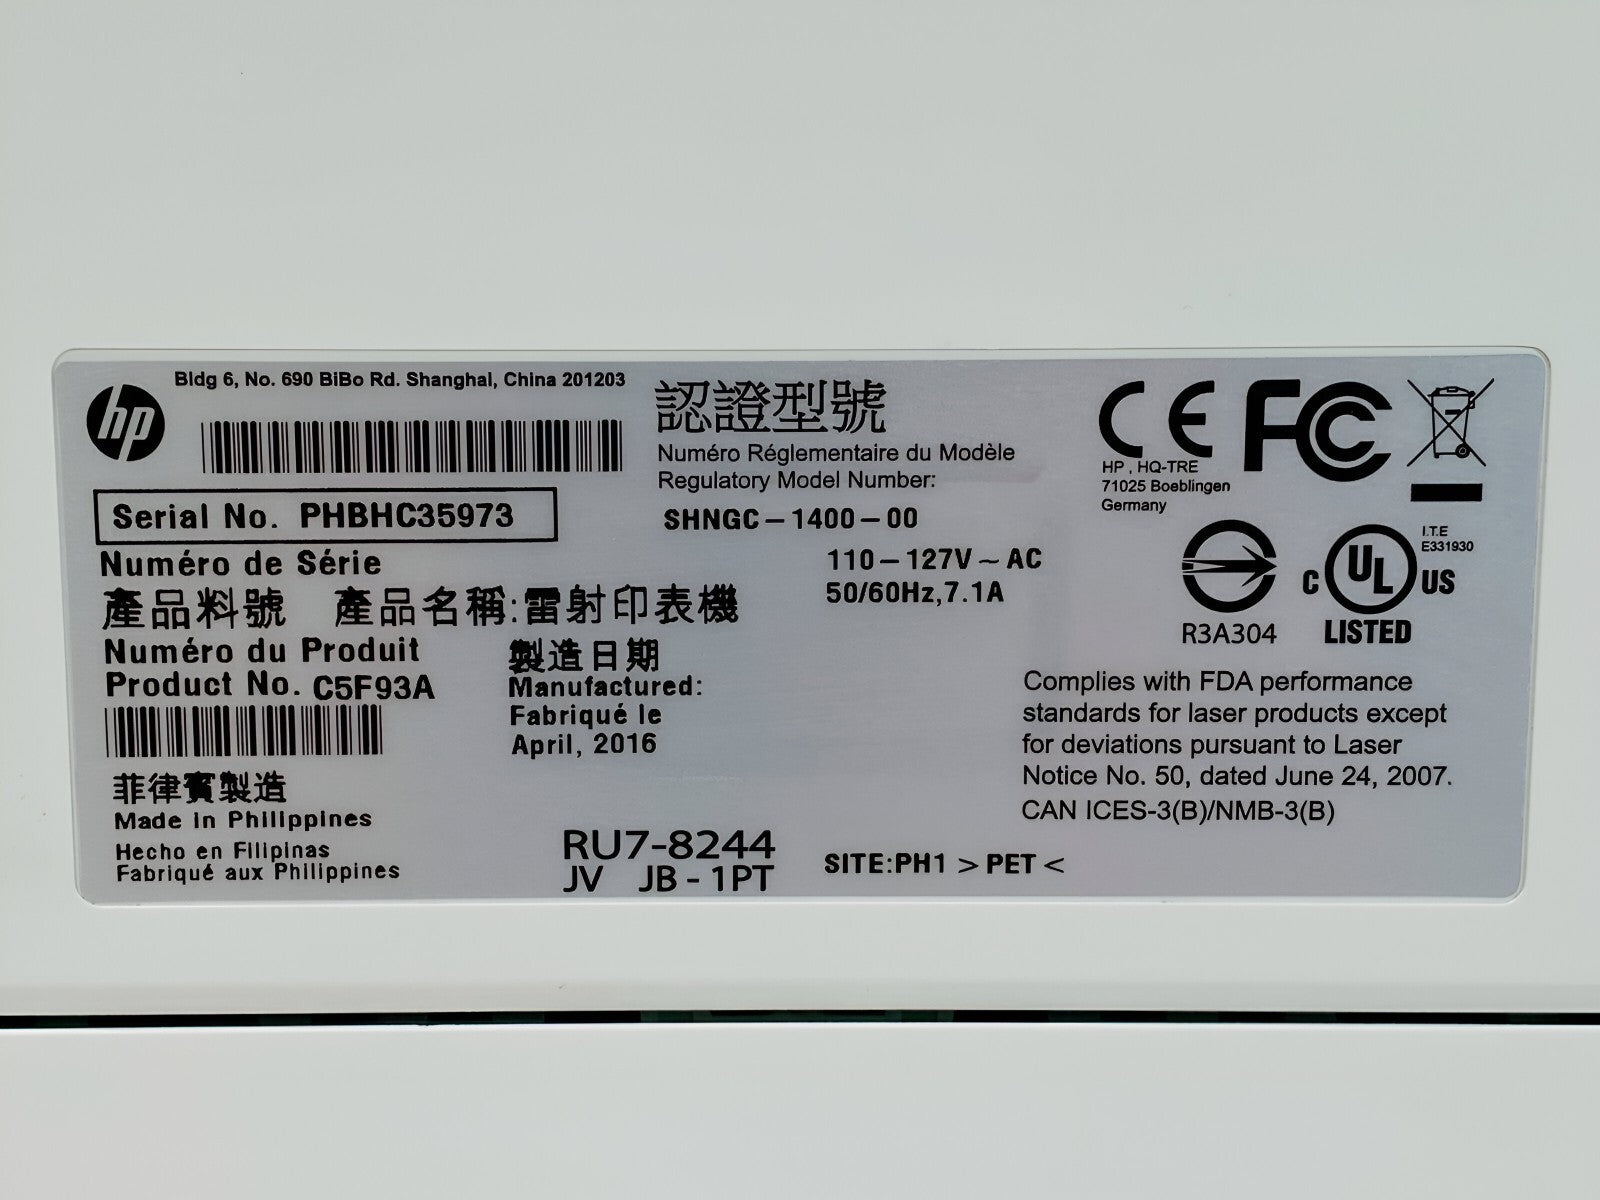 hp
Bldg 6, No. 690 BiBo Rd. Shanghai, China 201203
Serial No. PHBHC35973
Numéro de Série
產品料號 產品名稱:雷射印表機
Numéro du Produit
Product No. C5F93A
製造日期
Manufactured:
Fabriqué le
April, 2016
菲律賓製造
Made in Philippines
Hecho en Filipinas
Fabriqué aux Philippines
認證型號
Numéro Réglementaire du Modèle
Regulatory Model Number:
SHNGC-1400-00
110-127V~AC
50/60Hz,7.1A
RU7-8244
JV JB-1PT
SITE:PH1 >PET<
CE FC
HP , HQ-TRE
71025 Boeblingen
Germany
R3A304
I.T.E
E331930
C UL US
LISTED
Complies with FDA performance
standards for laser products except
for deviations pursuant to Laser
Notice No. 50, dated June 24, 2007.
CAN ICES-3(B)/NMB-3(B)